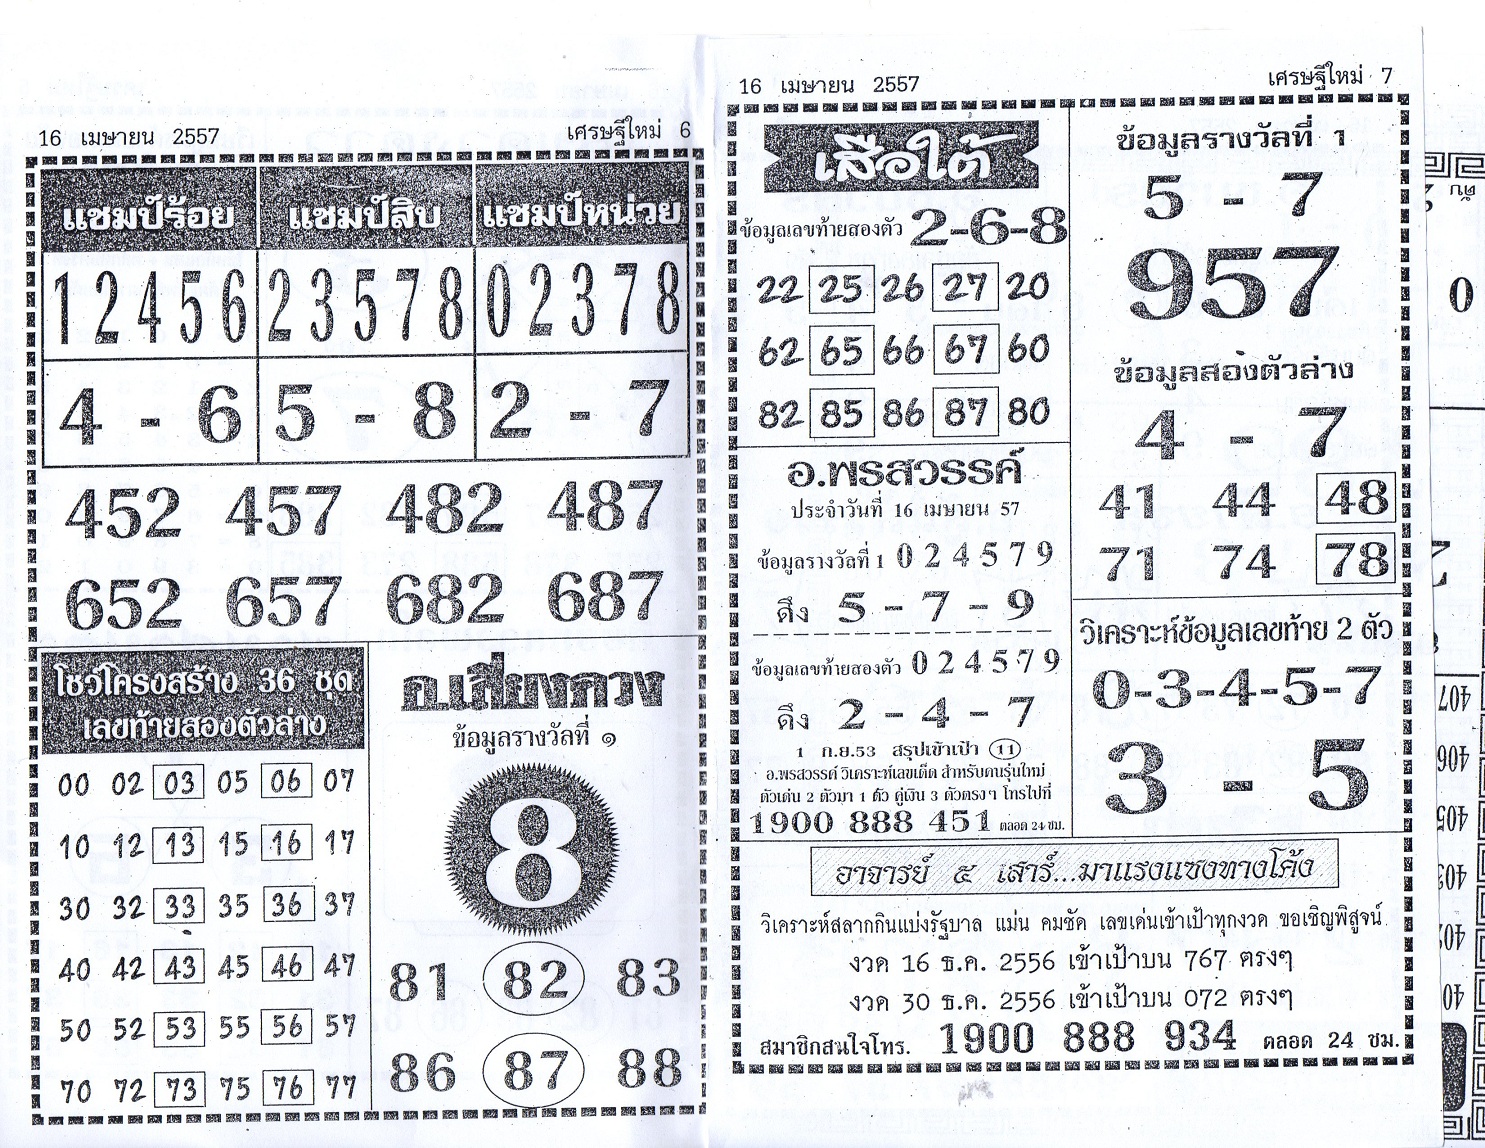 16 เมษายน 2557
เศรษฐีใหม่ 6
แชมป์ร้อย แชมป์สิบ แชมป์หน่วย
1 2 4 5 6 2 3 5 7 8 0 2 3 7 8
4 - 6 5 - 8 2 - 7
452 457 482 487
652 657 682 687
โชว์โครงสร้าง 36 ชุด
เลขท้ายสองตัวล่าง
00 02 03 05 06 07
10 12 13 15 16 17
30 32 33 35 36 37
40 42 43 45 46 47
50 52 53 55 56 57
70 72 73 75 76 77
อ.เสียงกวง
ข้อมูลรางวัลที่ ๑
8
81 82 83
86 87 88
16 เมษายน 2557
เศรษฐีใหม่ 7
เสือใต้
ข้อมูลเลขท้ายสองตัว 2-6-8
22 25 26 27 20
62 65 66 67 60
82 85 86 87 80
อ.พรสวรรค์
ประจำวันที่ 16 เมษายน 57
ข้อมูลรางวัลที่ 1 0 2 4 5 7 9
ดึง 5 - 7 - 9
ข้อมูลเลขท้ายสองตัว 0 2 4 5 7 9
ดึง 2 - 4 - 7
1 ก.ย.53 สรุปเข้าเป้า 11
อ.พรสวรรค์ วิเคราะห์เลขเด็ด สำหรับคนรุ่นใหม่
ตัวเด่น 2 ตัวมา 1 ตัว คู่เงิน 3 ตัวตรงๆ โทรไปที่
1900 888 451 ตลอด 24 ชม.
ข้อมูลรางวัลที่ 1
5 - 7
957
ข้อมูลสองตัวล่าง
4 - 7
41 44 48
71 74 78
วิเคราะห์ข้อมูลเลขท้าย 2 ตัว
0-3-4-5-7
3 - 5
อาจารย์ ๕ เสาร์...มาแรงแซงทางโค้ง
วิเคราะห์สลากกินแบ่งรัฐบาล แม่น คมชัด เลขเด่นเข้าเป้าทุกงวด ขอเชิญพิสูจน์
งวด 16 ธ.ค. 2556 เข้าเป้าบน 767 ตรงๆ
งวด 30 ธ.ค. 2556 เข้าเป้าบน 072 ตรงๆ
สมาชิกสนใจโทร. 1900 888 934 ตลอด 24 ชม.
0
407
406
405
403